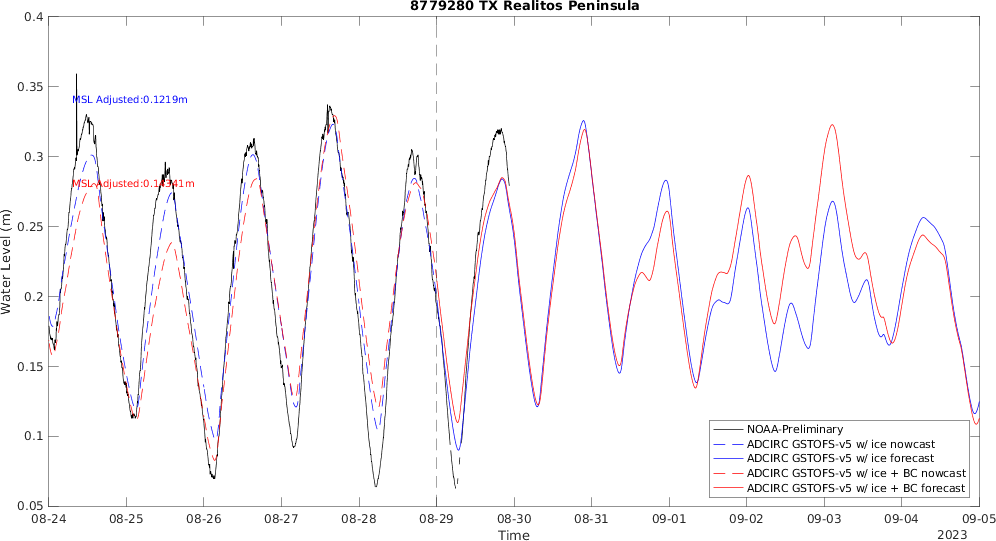 8779280 TX Realitos Peninsula
0.4
0.35
0.3
0.25
0.2
0.15
0.1
0.05
Water Level (m)
MSL Adjusted:0.1219m
MSL Adjusted:0.14341m
NOAA-Preliminary
ADCIRC GSTOFS-v5 w/ ice nowcast
ADCIRC GSTOFS-v5 w/ ice forecast
ADCIRC GSTOFS-v5 w/ ice + BC nowcast
ADCIRC GSTOFS-v5 w/ ice + BC forecast
08-24 08-25 08-26 08-27 08-28 08-29 08-30 08-31 09-01 09-02 09-03 09-04 09-05
Time
2023